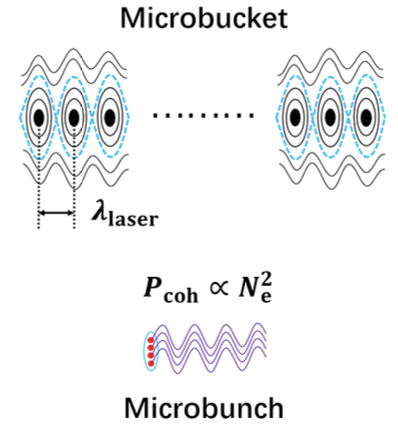 Microbucket
λlaser
Pcoh ∝ Ne²
Microbunch